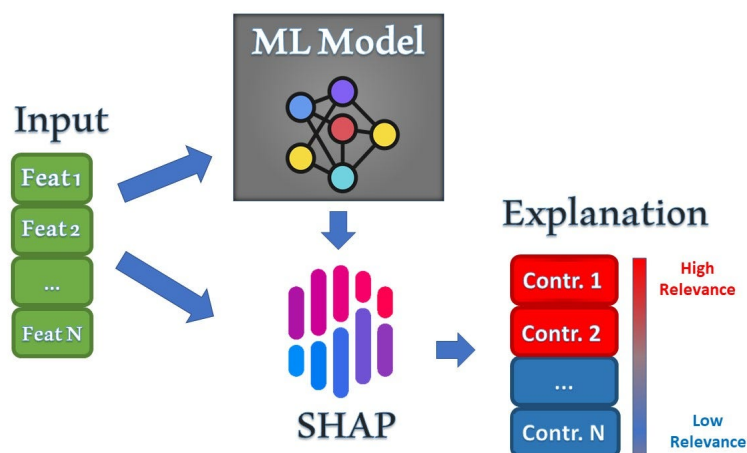 ML Model
Input
Feat 1
Feat 2
...
Feat N
SHAP
Explanation
Contr. 1
Contr. 2
...
Contr. N
High
Relevance
Low
Relevance